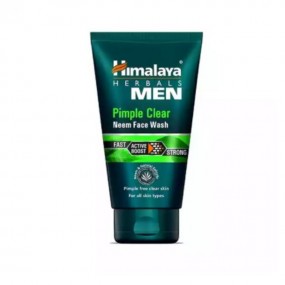 Himalaya
HERBALS
MEN
Pimple Clear
Neem Face Wash
FAST ACTIVE BOOST STRONG
Pimple free clear skin
For all skin types